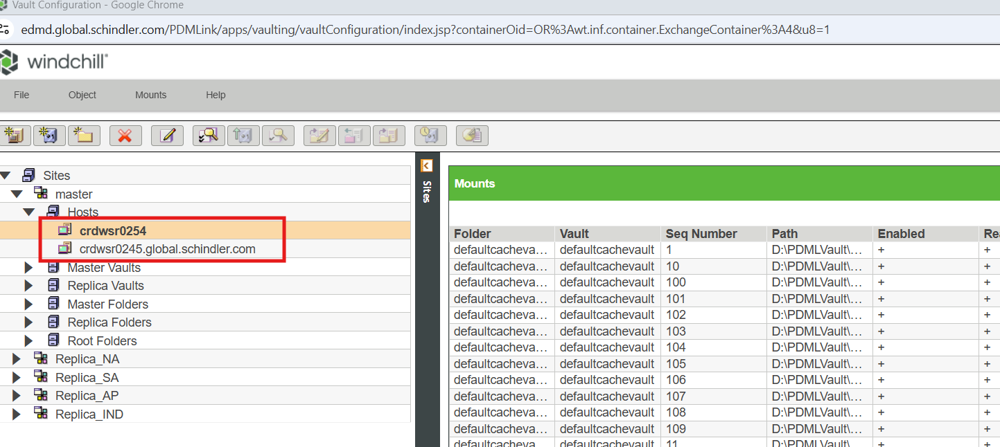 Vault Configuration - Google Chrome
edmd.global.schindler.com/PDMLink/apps/vaulting/vaultConfiguration/index.jsp?containerOid=OR%3Awt.inf.container.ExchangeContainer%3A4&u8=1
windchill
File Object Mounts Help
Sites
master
Hosts
crdwsr0254
crdwsr0245.global.schindler.com
Master Vaults
Replica Vaults
Master Folders
Replica Folders
Root Folders
Replica_NA
Replica_SA
Replica_AP
Replica_IND
Sites
Mounts
Folder Vault Seq Number Path Enabled
defaultcacheva... defaultcachevault 1 D:\PDMLVault\... + +
defaultcacheva... defaultcachevault 10 D:\PDMLVault\... + +
defaultcacheva... defaultcachevault 100 D:\PDMLVault\... + +
defaultcacheva... defaultcachevault 101 D:\PDMLVault\... + +
defaultcacheva... defaultcachevault 102 D:\PDMLVault\... + +
defaultcacheva... defaultcachevault 103 D:\PDMLVault\... + +
defaultcacheva... defaultcachevault 104 D:\PDMLVault\... + +
defaultcacheva... defaultcachevault 105 D:\PDMLVault\... + +
defaultcacheva... defaultcachevault 106 D:\PDMLVault\... + +
defaultcacheva... defaultcachevault 107 D:\PDMLVault\... + +
defaultcacheva... defaultcachevault 108 D:\PDMLVault\... + +
defaultcacheva... defaultcachevault 109 D:\PDMLVault\... + +
defaultcacheva... defaultcachevault 11 D:\PDMLVault\... + +